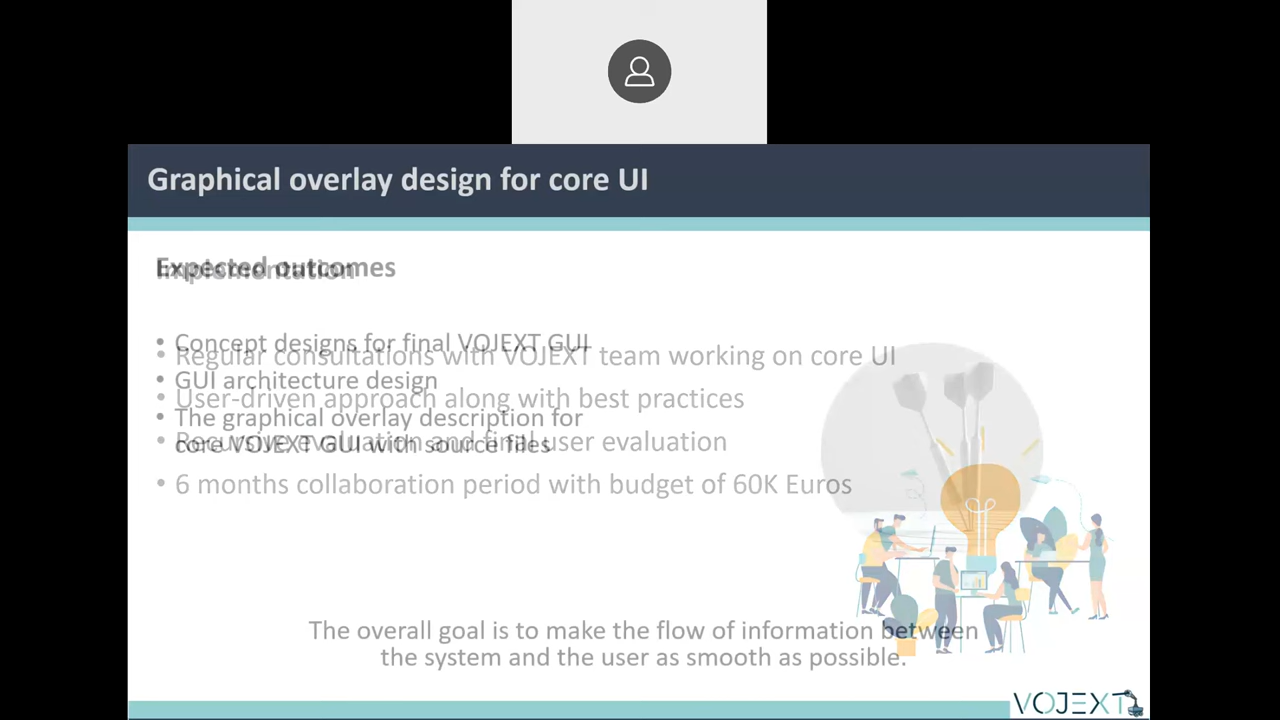 Graphical overlay design for core UI
Expected outcomes
Implementation
• Concept designs for final VOJEXT GUI
• Regular consultations with VOJEXT team working on core UI
• GUI architecture design
• User-driven approach along with best practices
• The graphical overlay description for
core VOJEXT GUI with source files
• Recursive evaluation and final user evaluation
• 6 months collaboration period with budget of 60K Euros
The overall goal is to make the flow of information between
the system and the user as smooth as possible.
VOJEXT